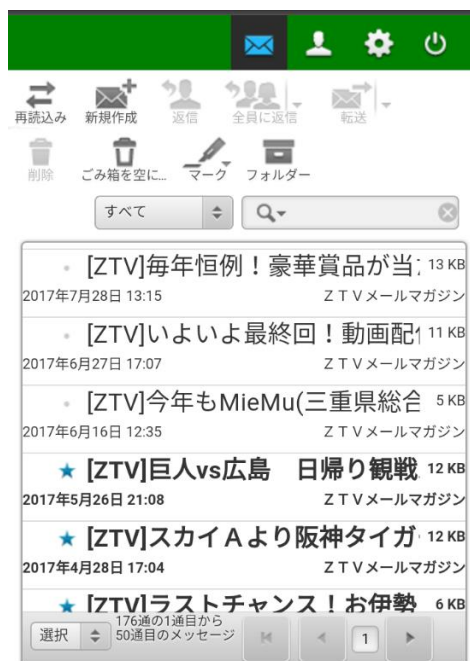 再読込み 新規作成 返信 全員に返信 転送
削除 ごみ箱を空に... マーク フォルダー
すべて
[ZTV]毎年恒例！豪華賞品が当 13 KB
2017年7月28日 13:15 ＺＴＶメールマガジン
[ZTV]いよいよ最終回！動画配 11 KB
2017年6月27日 17:07 ＺＴＶメールマガジン
[ZTV]今年もMieMu(三重県総合 5 KB
2017年6月16日 12:35 ＺＴＶメールマガジン
[ZTV]巨人vs広島　日帰り観戦 12 KB
2017年5月26日 21:08 ＺＴＶメールマガジン
[ZTV]スカイＡより阪神タイガ 12 KB
2017年4月28日 17:04 ＺＴＶメールマガジン
[ZTV]ラストチャンス！お伊勢 6 KB
選択 176通の1通目から
50通目のメッセージ 1